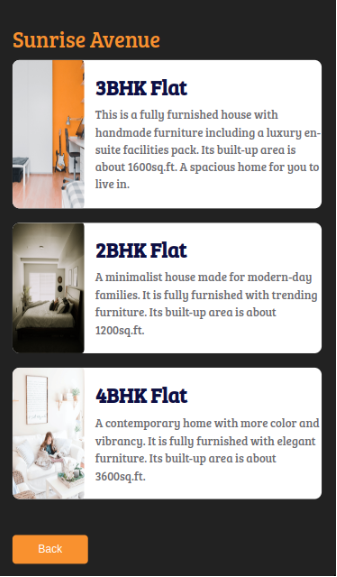 Sunrise Avenue
3BHK Flat
This is a fully furnished house with
handmade furniture including a luxury en-
suite facilities pack. Its built-up area is
about 1600sq.ft. A spacious home for you to
live in.
2BHK Flat
A minimalist house made for modern-day
families. It is fully furnished with trending
furniture. Its built-up area is about
1200sq.ft.
4BHK Flat
A contemporary home with more color and
vibrancy. It is fully furnished with elegant
furniture. Its built-up area is about
3600sq.ft.
Back